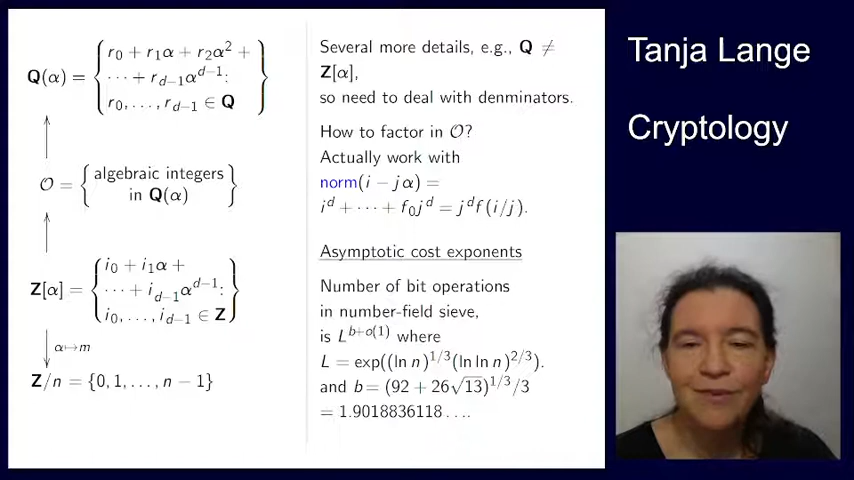 Q(α) = { r₀ + r₁α + r₂α² +
··· + r_{d−1}α^{d−1}:
r₀, . . . , r_{d−1} ∈ Q }
O = { algebraic integers
in Q(α) }
Z[α] = { i₀ + i₁α +
··· + i_{d−1}α^{d−1}:
i₀, . . . , i_{d−1} ∈ Z }
α↦m
Z/n = {0, 1, . . . , n − 1}
Several more details, e.g., Q ≠
Z[α],
so need to deal with denminators.
How to factor in O?
Actually work with
norm(i − jα) =
i^d + ··· + f₀j^d = j^d f(i/j).
Asymptotic cost exponents
Number of bit operations
in number-field sieve,
is L^{b+o(1)} where
L = exp((ln n)^{1/3}(ln ln n)^{2/3}).
and b = (92 + 26√13)^{1/3}/3
= 1.9018836118 . . . .
Tanja Lange
Cryptology